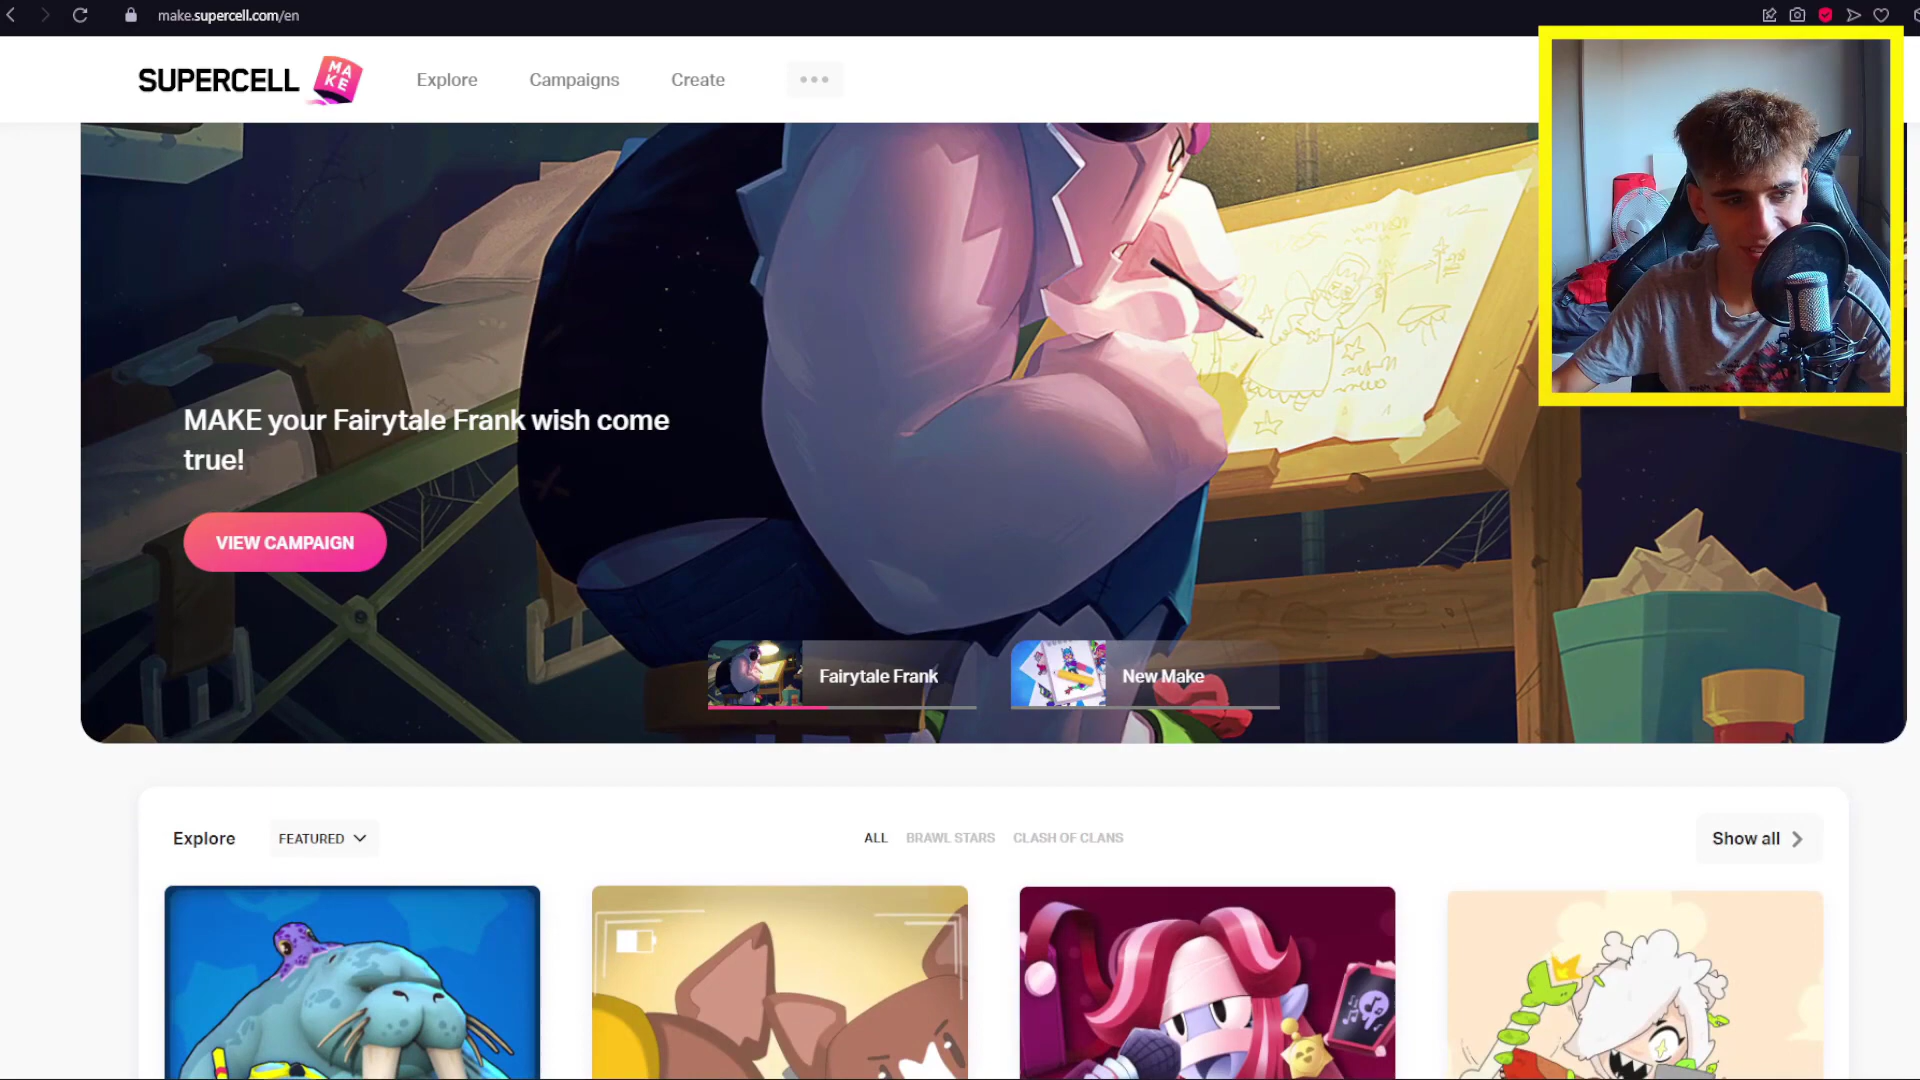 make.supercell.com/en
SUPERCELL
MA
KE
Explore
Campaigns
Create
MAKE your Fairytale Frank wish come
true!
VIEW CAMPAIGN
Fairytale Frank
New Make
Explore
FEATURED
ALL
BRAWL STARS
CLASH OF CLANS
Show all